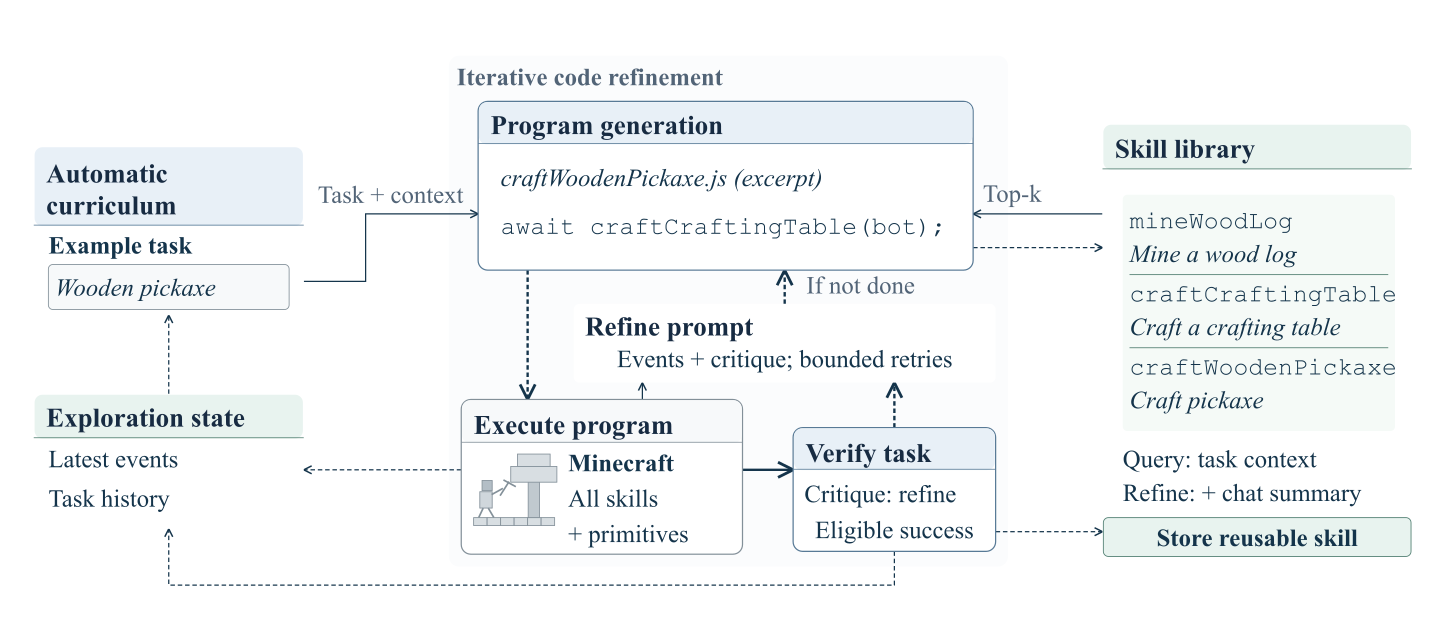 Iterative code refinement
Program generation
craftWoodenPickaxe.js (excerpt)
await craftCraftingTable(bot);
Automatic
curriculum
Example task
Wooden pickaxe
Task + context
Top-k
Skill library
mineWoodLog
Mine a wood log
craftCraftingTable
Craft a crafting table
craftWoodenPickaxe
Craft pickaxe
Query: task context
Refine: + chat summary
Store reusable skill
If not done
Refine prompt
Events + critique; bounded retries
Exploration state
Latest events
Task history
Execute program
Minecraft
All skills
+ primitives
Verify task
Critique: refine
Eligible success